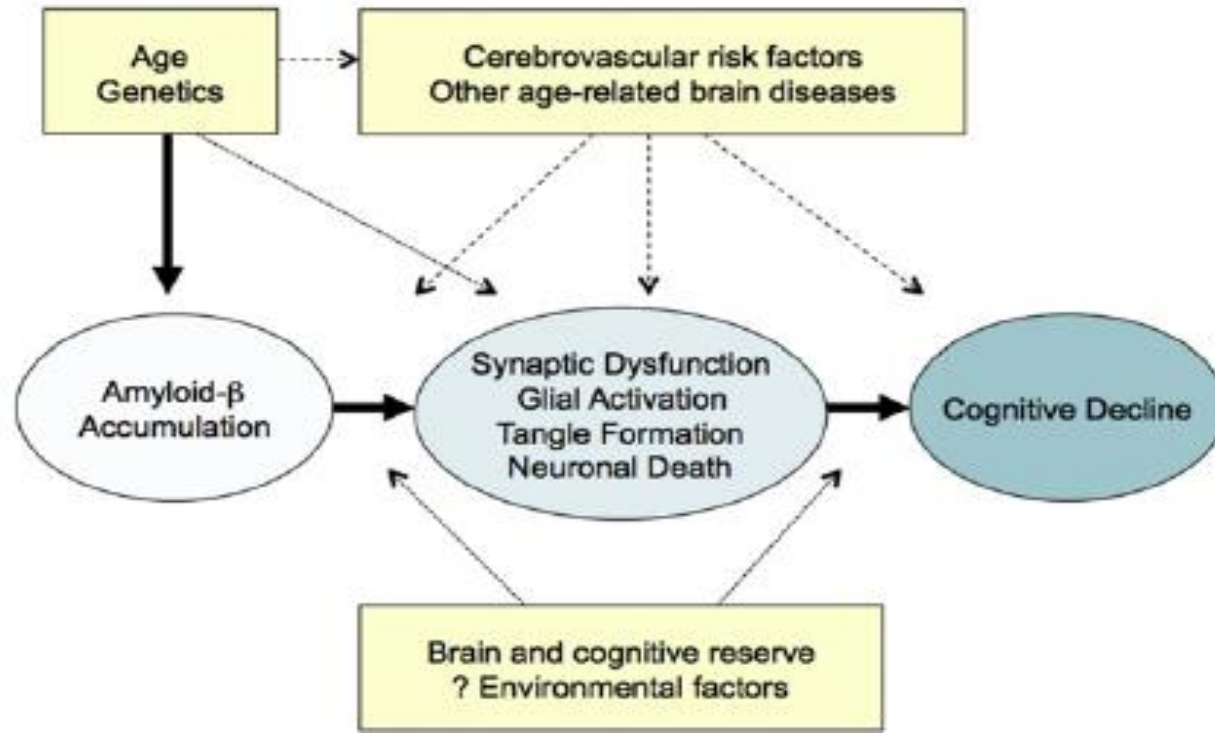 Age
Genetics
Cerebrovascular risk factors
Other age-related brain diseases
Amyloid-β
Accumulation
Synaptic Dysfunction
Glial Activation
Tangle Formation
Neuronal Death
Cognitive Decline
Brain and cognitive reserve
? Environmental factors